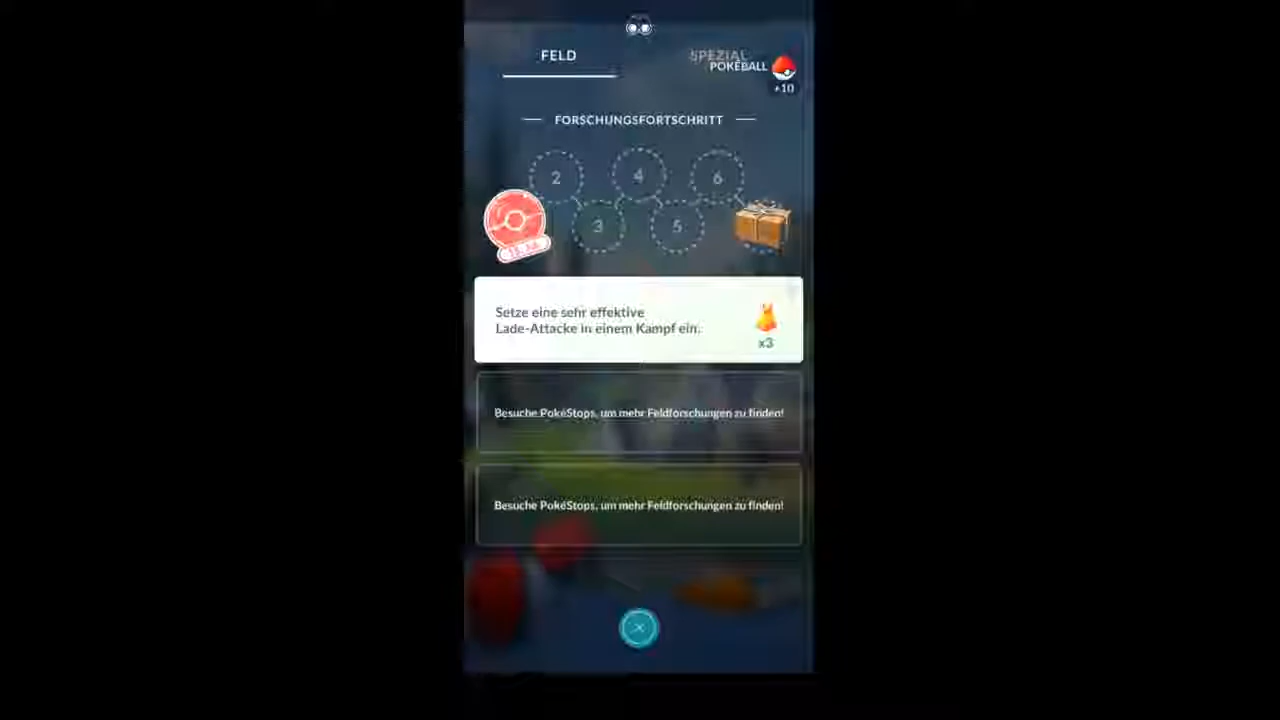 FELD
SPEZIAL
POKÉBALL
+10
FORSCHUNGSFORTSCHRITT
2
4
6
3
5
Setze eine sehr effektive
Lade-Attacke in einem Kampf ein.
x3
Besuche PokéStops, um mehr Feldforschungen zu finden!
Besuche PokéStops, um mehr Feldforschungen zu finden!